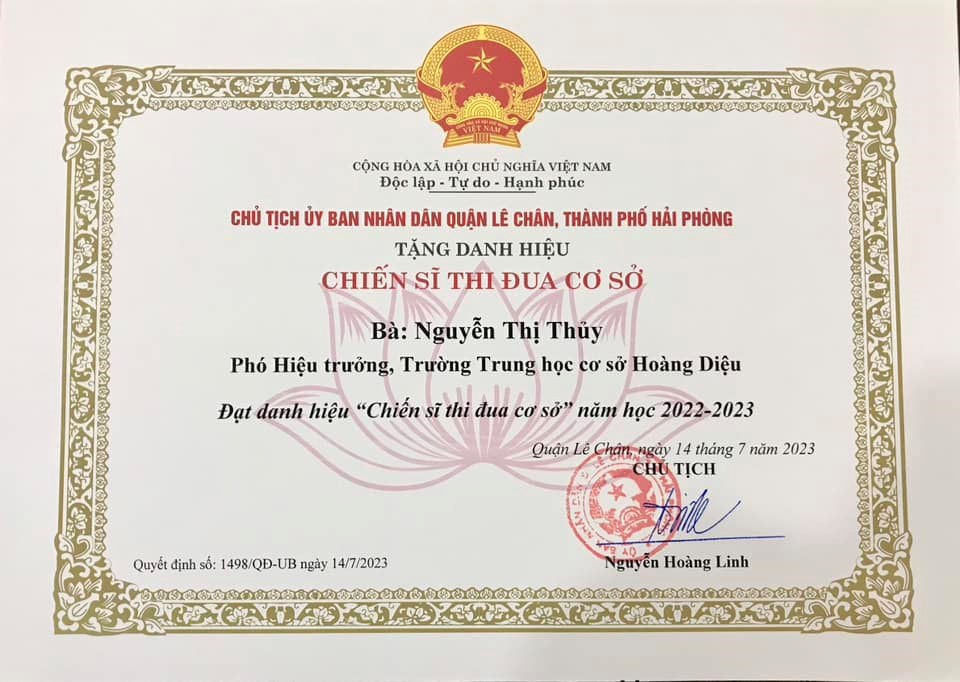 VIỆT NAM
CỘNG HÒA XÃ HỘI CHỦ NGHĨA VIỆT NAM
Độc lập - Tự do - Hạnh phúc
CHỦ TỊCH ỦY BAN NHÂN DÂN QUẬN LÊ CHÂN, THÀNH PHỐ HẢI PHÒNG
TẶNG DANH HIỆU
CHIẾN SĨ THI ĐUA CƠ SỞ
Bà: Nguyễn Thị Thủy
Phó Hiệu trưởng, Trường Trung học cơ sở Hoàng Diệu
Đạt danh hiệu “Chiến sĩ thi đua cơ sở” năm học 2022-2023
Quận Lê Chân, ngày 14 tháng 7 năm 2023
CHỦ TỊCH
Nguyễn Hoàng Linh
Quyết định số: 1498/QĐ-UB ngày 14/7/2023